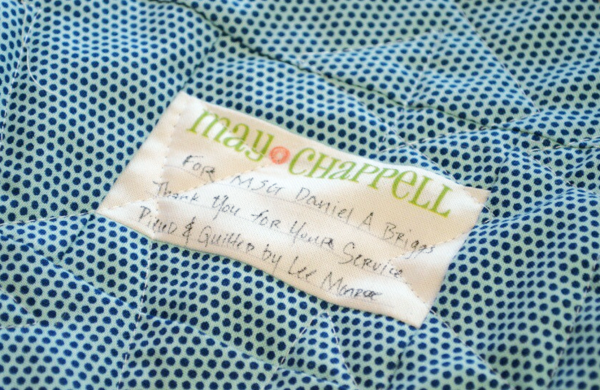 may chappell
For MSGT Daniel A Briggs
Thank You for Your Service
Pieced & Quilted by Lee Monroe